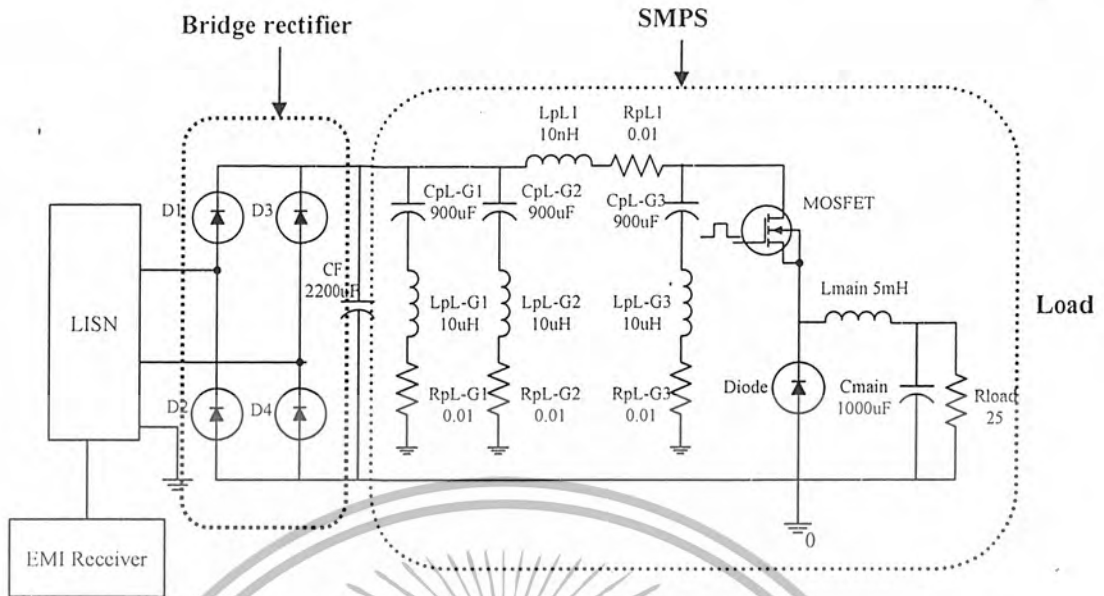 Bridge rectifier
SMPS
LpL1
10nH
RpL1
0.01
D1
D3
CpL-G1
900uF
CpL-G2
900uF
CpL-G3
900uF
MOSFET
CF
2200uF
LISN
LpL-G1
10uH
LpL-G2
10uH
LpL-G3
10uH
Lmain 5mH
Load
D2
D4
RpL-G1
0.01
RpL-G2
0.01
RpL-G3
0.01
Diode
Cmain
1000uF
Rload
25
0
EMI Receiver